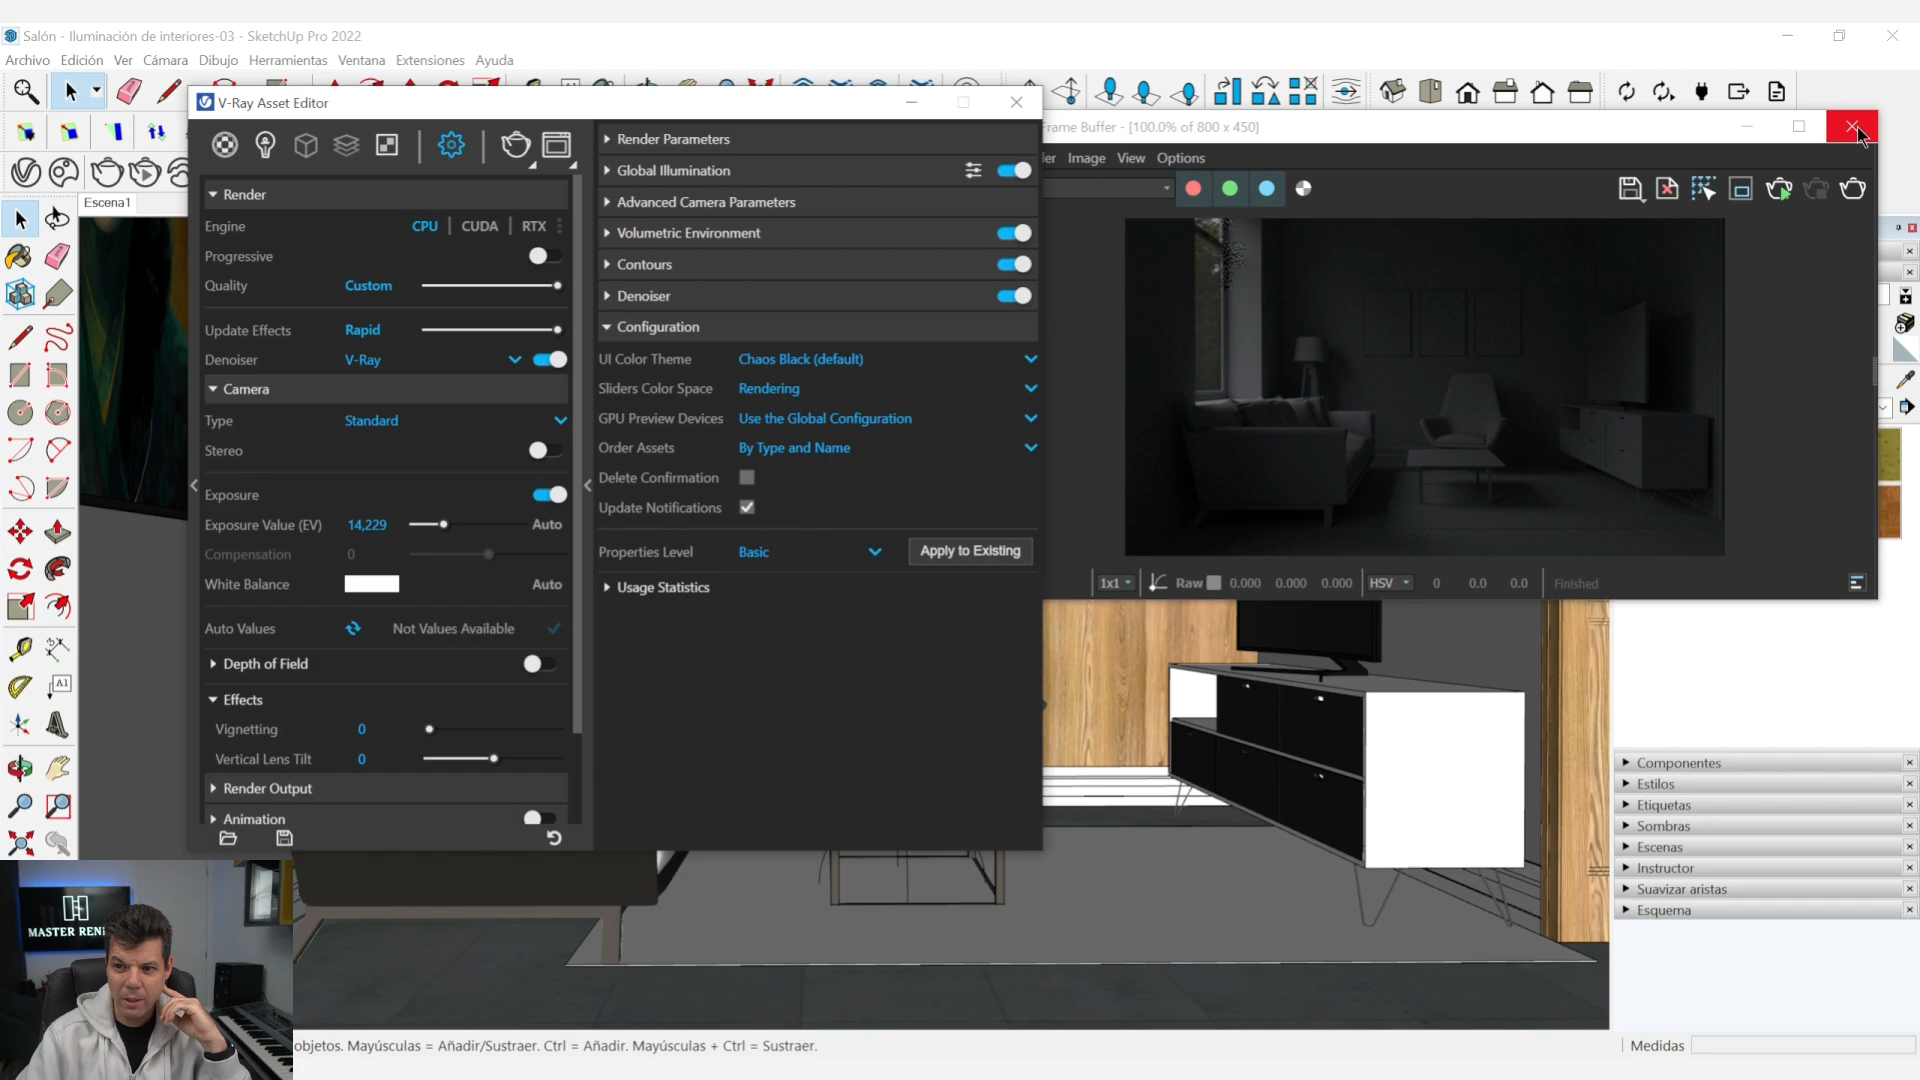 Salón - Iluminación de interiores-03 - SketchUp Pro 2022
Archivo Edición Ver Cámara Dibujo Herramientas Ventana Extensiones Ayuda
V-Ray Asset Editor
Frame Buffer - [100.0% of 800 x 450]
Image View Options
Escena1
Render
Engine CPU CUDA RTX
Progressive
Quality Custom
Update Effects Rapid
Denoiser V-Ray
Camera
Type Standard
Stereo
Exposure
Exposure Value (EV) 14,229 Auto
Compensation 0
White Balance Auto
Auto Values Not Values Available
Depth of Field
Effects
Vignetting 0
Vertical Lens Tilt 0
Render Output
Animation
Render Parameters
Global Illumination
Advanced Camera Parameters
Volumetric Environment
Contours
Denoiser
Configuration
UI Color Theme Chaos Black (default)
Sliders Color Space Rendering
GPU Preview Devices Use the Global Configuration
Order Assets By Type and Name
Delete Confirmation
Update Notifications
Properties Level Basic Apply to Existing
Usage Statistics
1x1 Raw 0.000 0.000 0.000 HSV 0 0.0 0.0 Finished
A1
Componentes
Estilos
Etiquetas
Sombras
Escenas
Instructor
Suavizar aristas
Esquema
MASTER REN
objetos. Mayúsculas = Añadir/Sustraer. Ctrl = Añadir. Mayúsculas + Ctrl = Sustraer.
Medidas